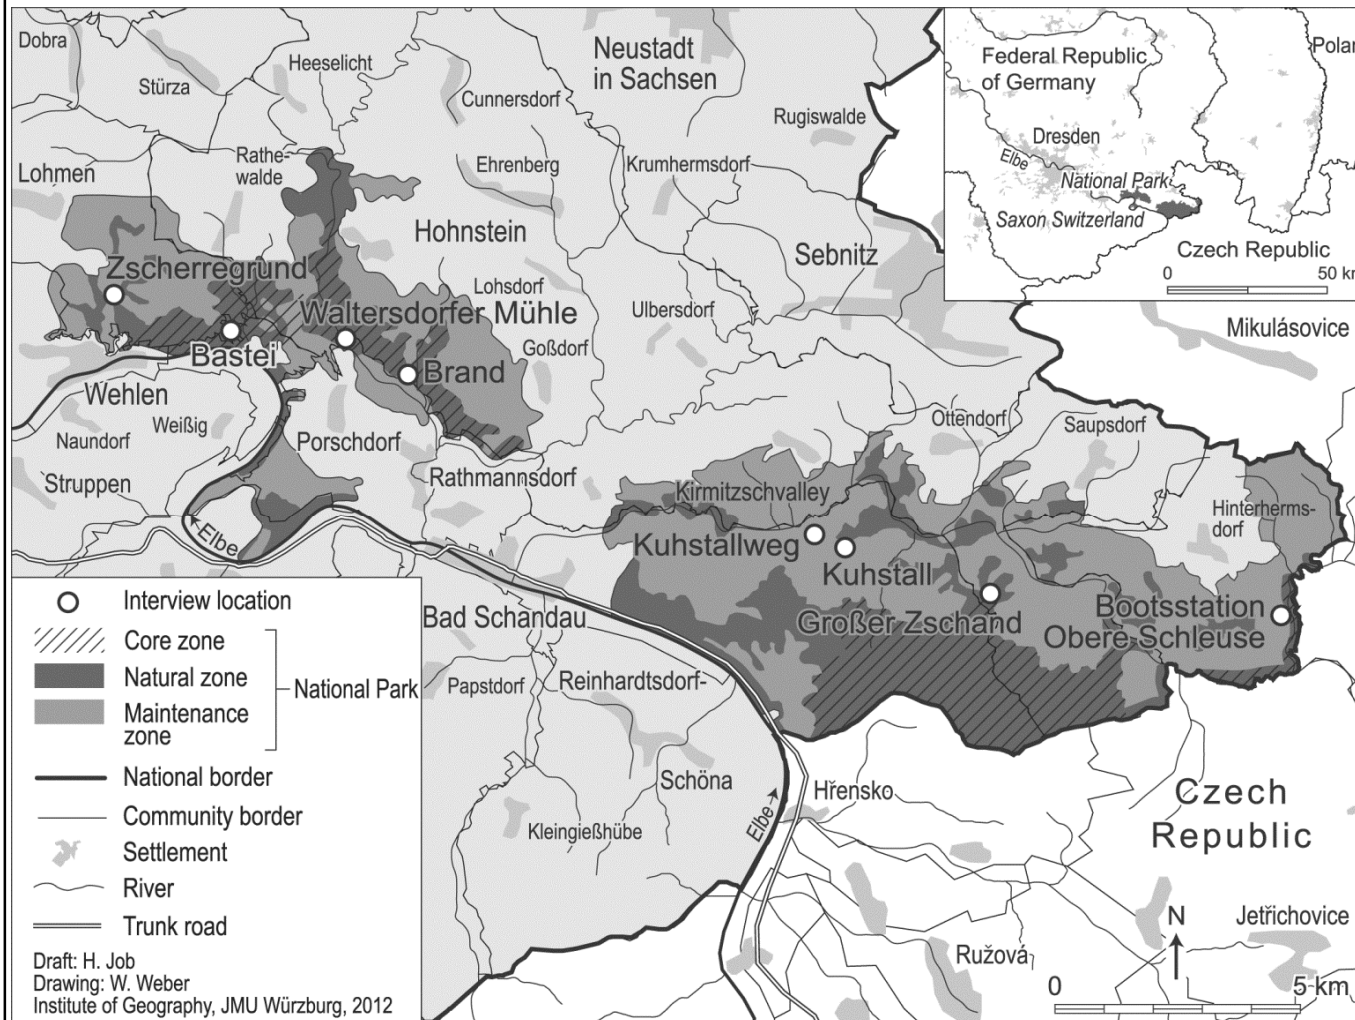 Dobra
Stürza
Heeselicht
Neustadt
in Sachsen
Cunnersdorf
Rugiswalde
Lohmen
Rathe-
walde
Ehrenberg
Krumhermsdorf
Hohnstein
Sebnitz
Zscherregrund
Lohsdorf
Waltersdorfer Mühle
Ulbersdorf
Goßdorf
Bastei
Brand
Wehlen
Weißig
Naundorf
Struppen
Porschdorf
Rathmannsdorf
Ottendorf
Saupsdorf
Mikulásovice
Kirnitzschvalley
Hinterherms-
dorf
Elbe
Kuhstallweg
Kuhstall
Großer Zschand
Bootsstation
Obere Schleuse
Bad Schandau
Papstdorf
Reinhardtsdorf-
Schöna
Kleingießhübe
Elbe
Hřensko
Czech
Republic
Růžová
Jetřichovice
N
0 5 km
Federal Republic
of Germany
Polan
Dresden
Elbe
National Park
Saxon Switzerland
Czech Republic
0 50 km
Interview location
Core zone
Natural zone
Maintenance
zone
National Park
National border
Community border
Settlement
River
Trunk road
Draft: H. Job
Drawing: W. Weber
Institute of Geography, JMU Würzburg, 2012